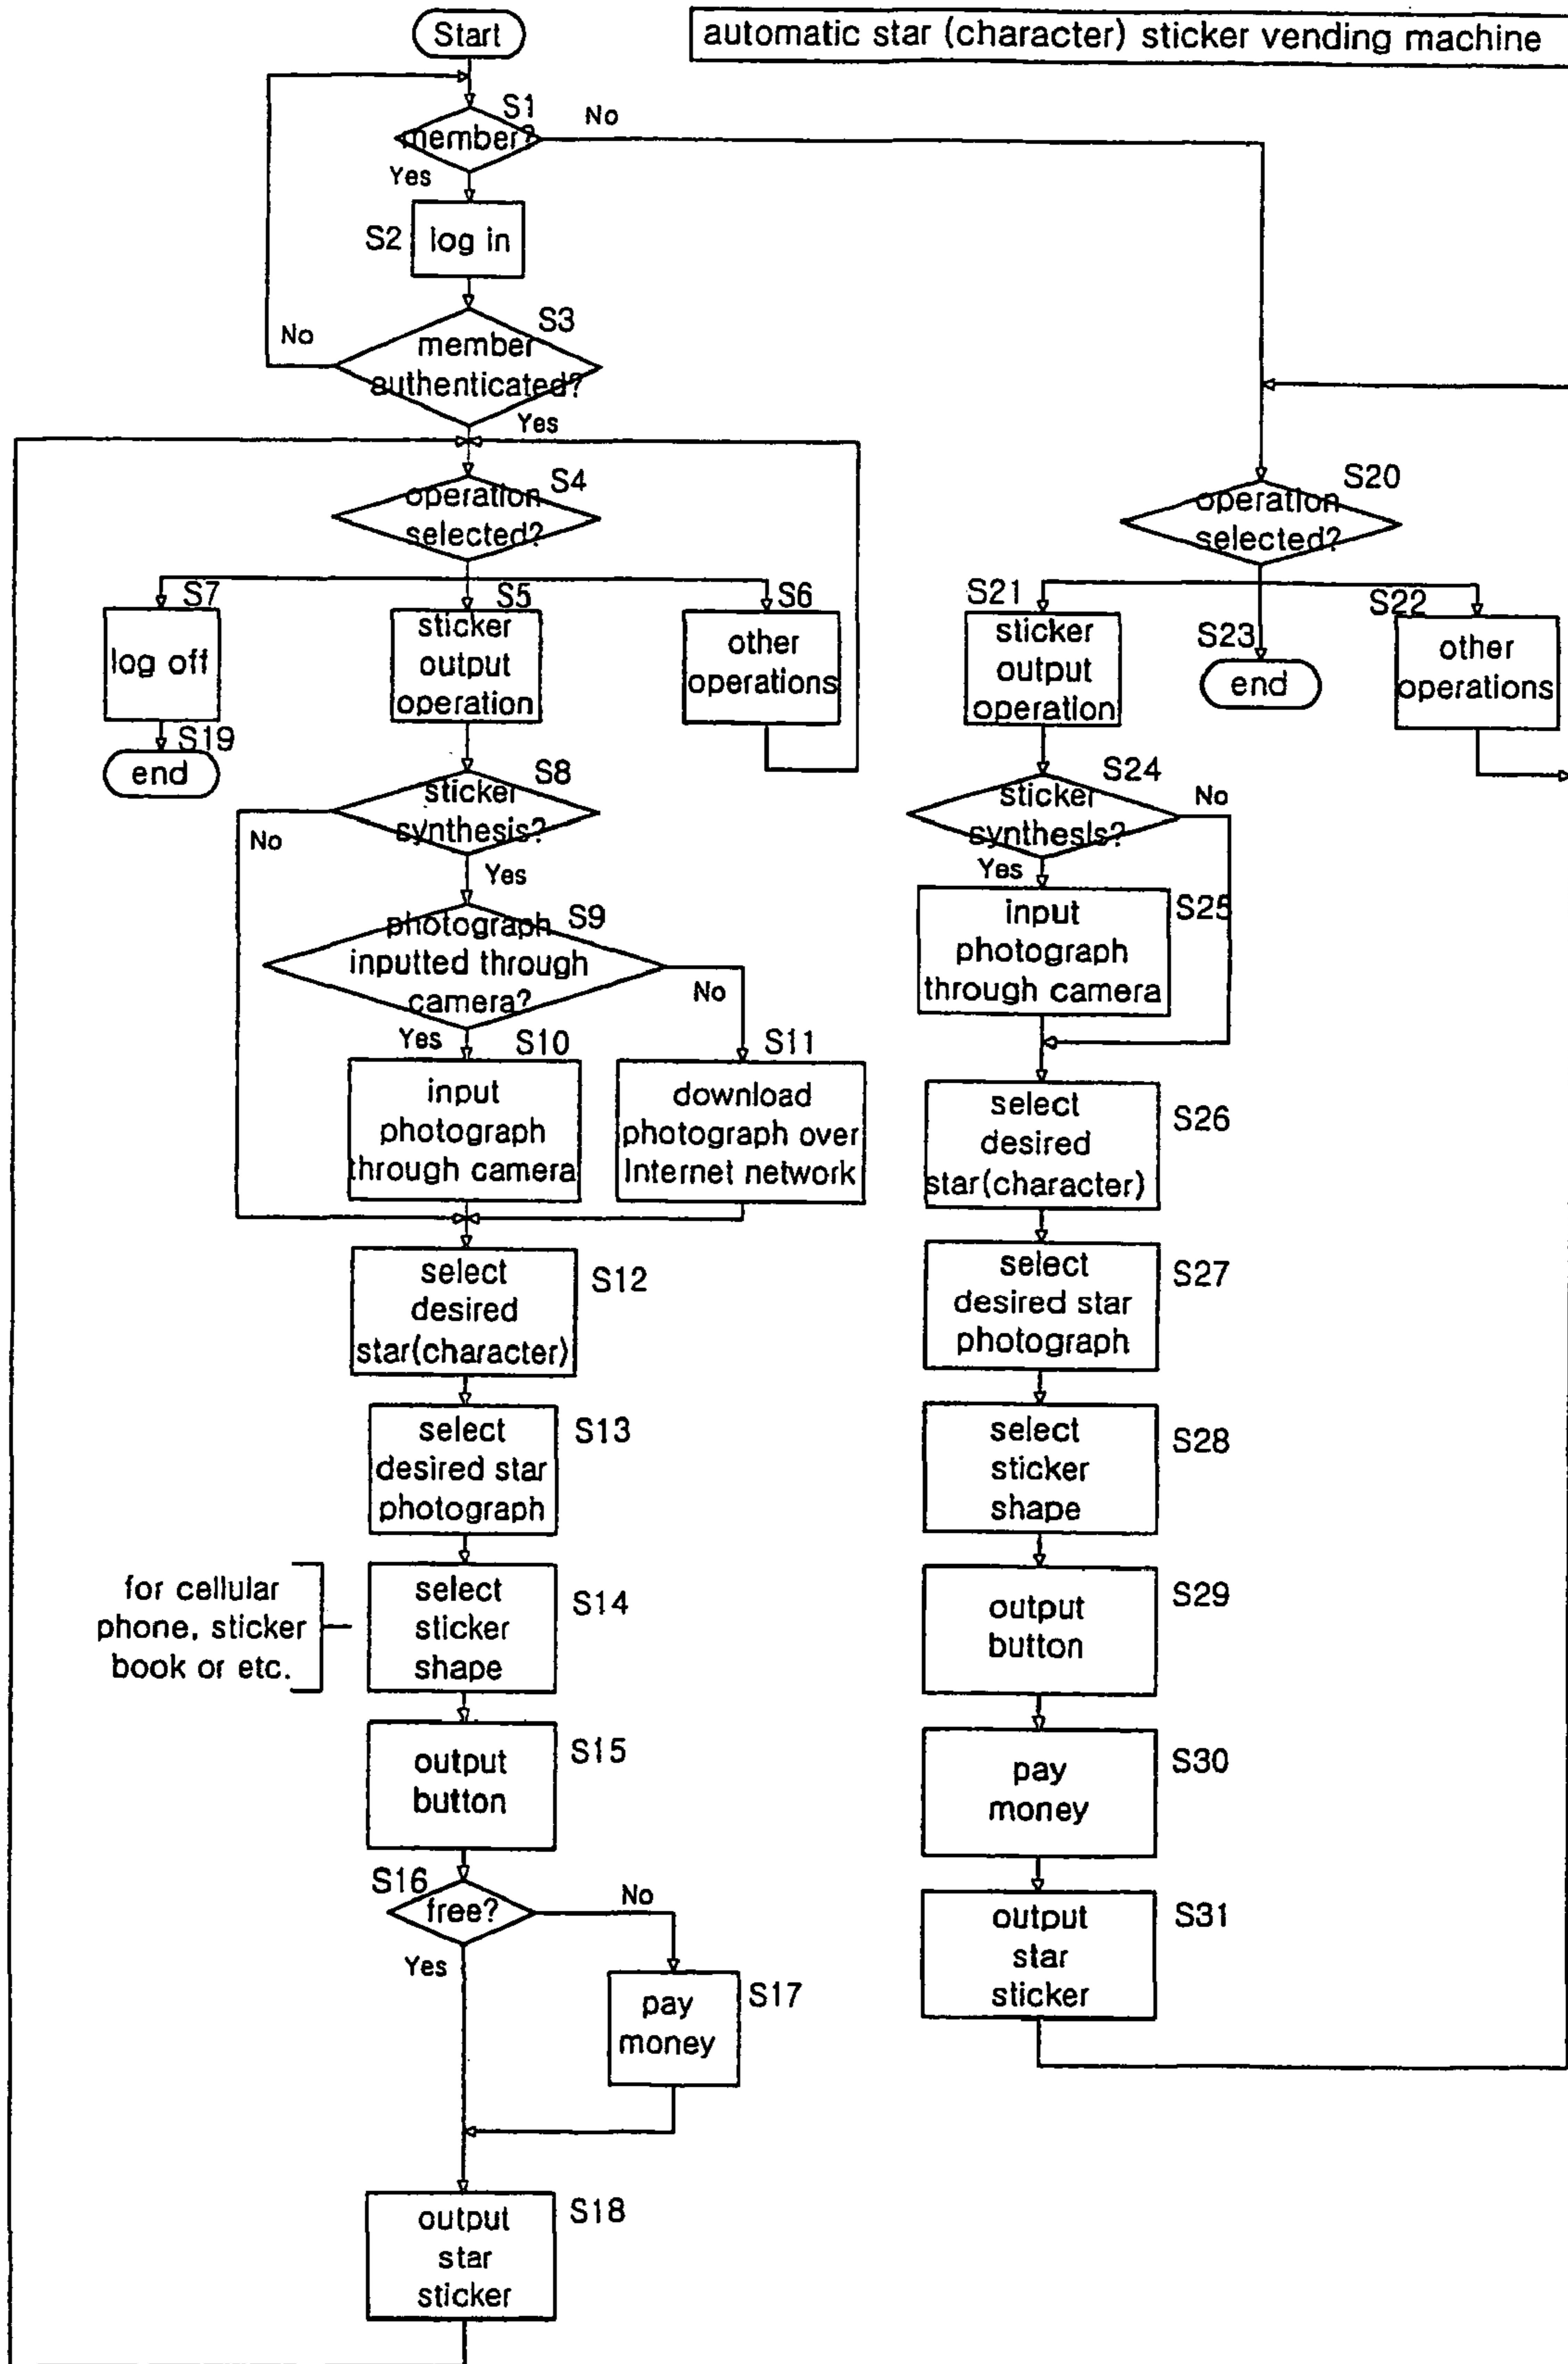 automatic star (character) sticker vending machine
Start
S1
member?
No
Yes
S2
log in
S3
member
authenticated?
No
Yes
S4
operation
selected?
S7
log off
S19
end
S5
sticker
output
operation
S6
other
operations
S8
sticker
synthesis?
No
Yes
S9
photograph
inputted through
camera?
No
Yes
S10
input
photograph
through camera
S11
download
photograph over
Internet network
S12
select
desired
star(character)
S13
select
desired star
photograph
for cellular
phone, sticker
book or etc.
S14
select
sticker
shape
S15
output
button
S16
free?
No
Yes
S17
pay
money
S18
output
star
sticker
S20
operation
selected?
S21
sticker
output
operation
S23
end
S22
other
operations
S24
sticker
synthesis?
No
Yes
S25
input
photograph
through camera
S26
select
desired
star(character)
S27
select
desired star
photograph
S28
select
sticker
shape
S29
output
button
S30
pay
money
S31
output
star
sticker